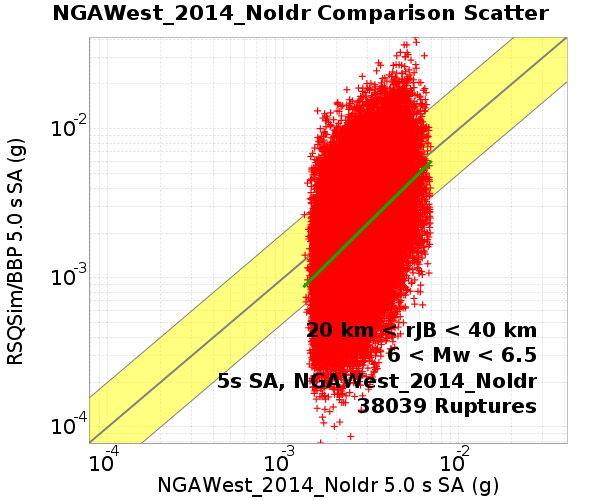 NGAWest_2014_NoIdr Comparison Scatter
RSQSim/BBP 5.0 s SA (g)
10-2
10-3
10-4
20 km < rJB < 40 km
6 < Mw < 6.5
5s SA, NGAWest_2014_NoIdr
38039 Ruptures
10-4 10-3 10-2
NGAWest_2014_NoIdr 5.0 s SA (g)